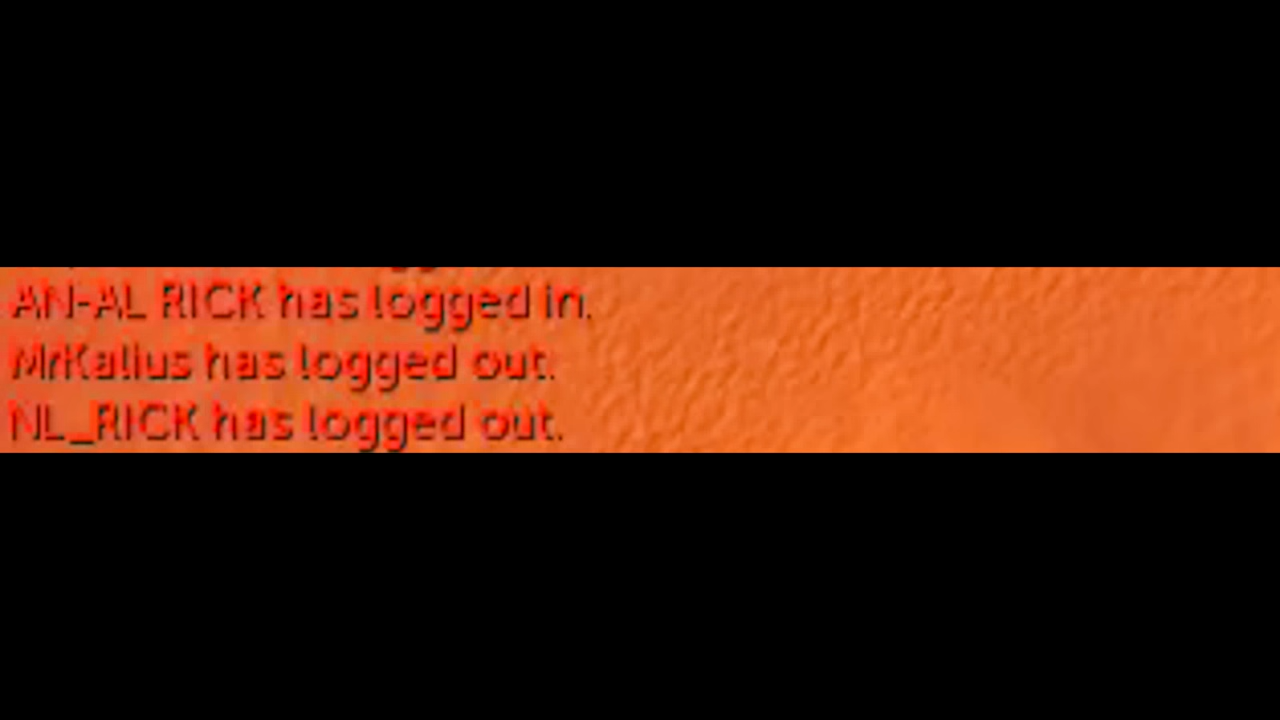 AN-AL RICK has logged in.
MrKalius has logged out.
NL_RICK has logged out.